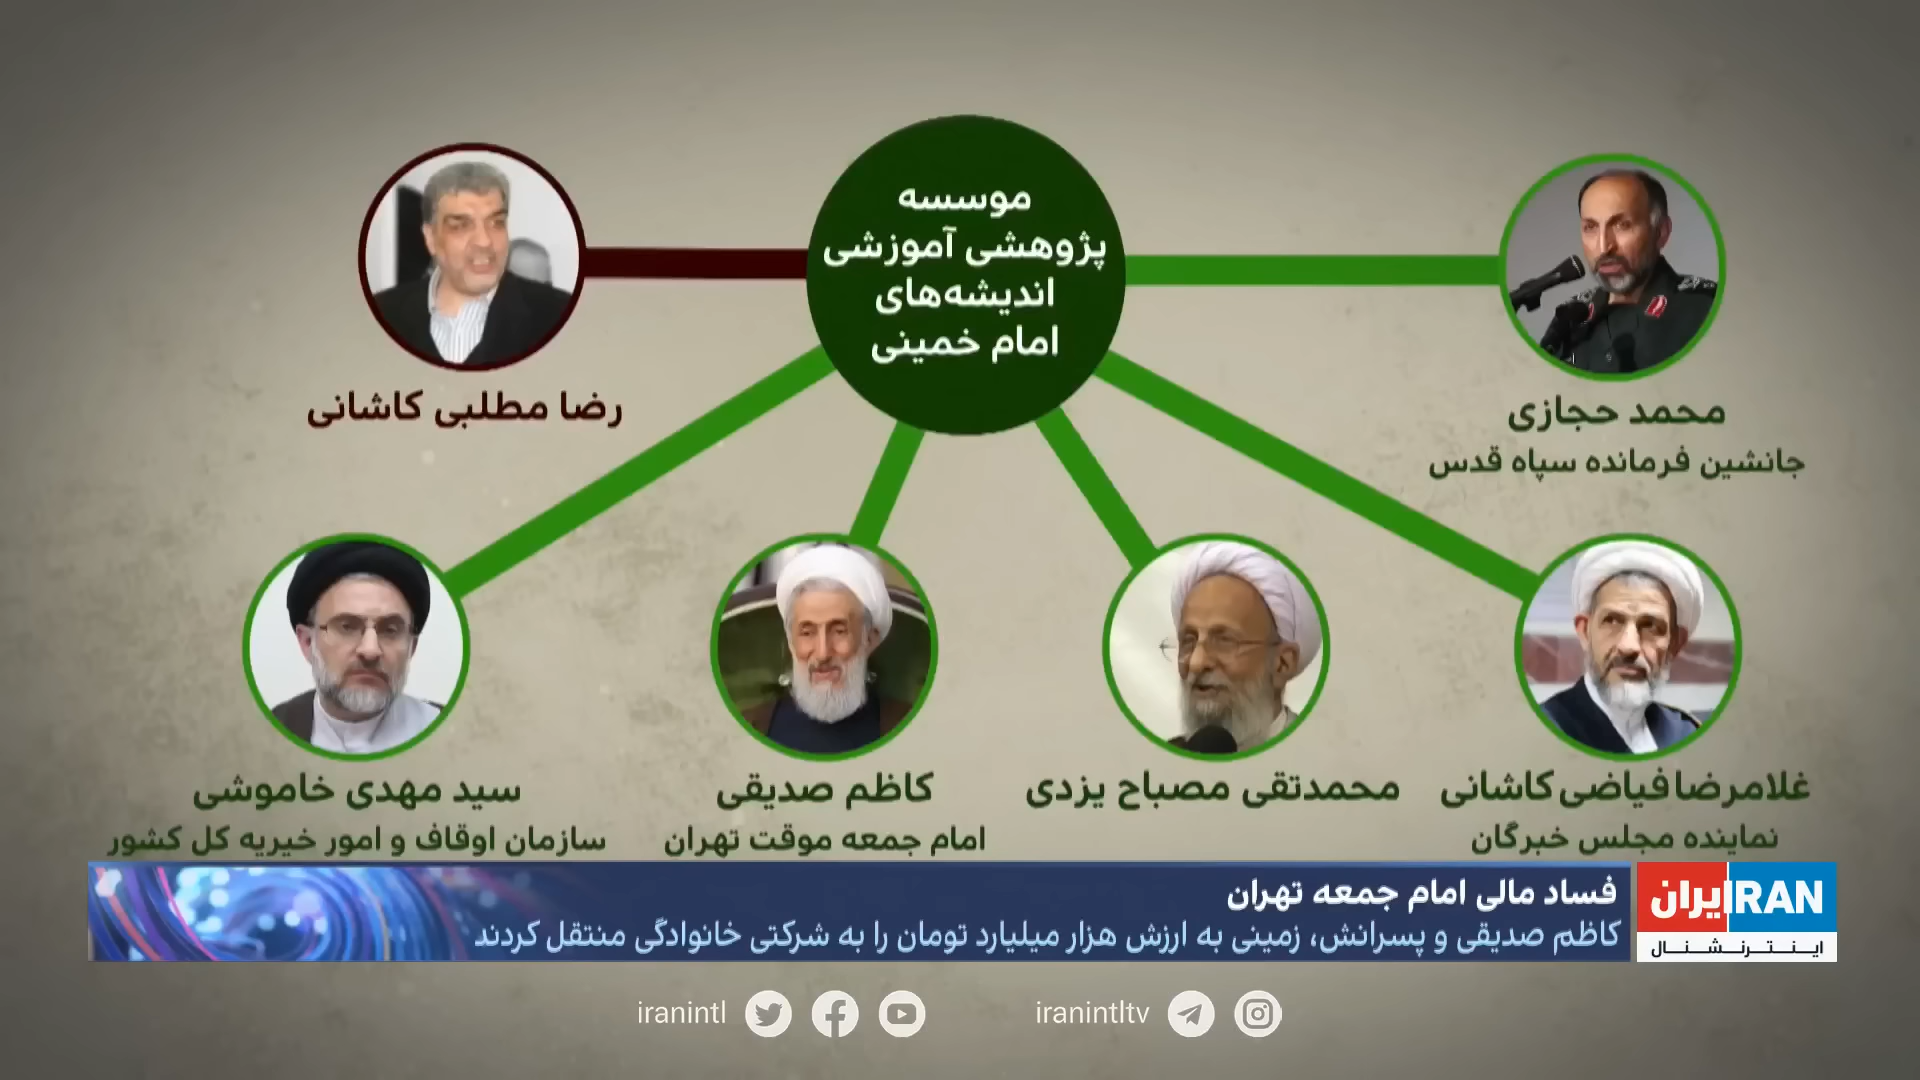 موسسه
پژوهشی آموزشی
اندیشه‌های
امام خمینی
محمد حجازی
جانشین فرمانده سپاه قدس
رضا مطلبی کاشانی
غلامرضا فیاضی کاشانی
نماینده مجلس خبرگان
محمدتقی مصباح یزدی
کاظم صدیقی
امام جمعه موقت تهران
سید مهدی خاموشی
سازمان اوقاف و امور خیریه کل کشور
فساد مالی امام جمعه تهران
کاظم صدیقی و پسرانش، زمینی به ارزش هزار میلیارد تومان را به شرکتی خانوادگی منتقل کردند
ایران IRAN
اینترنشنال
iranintl
iranintltv